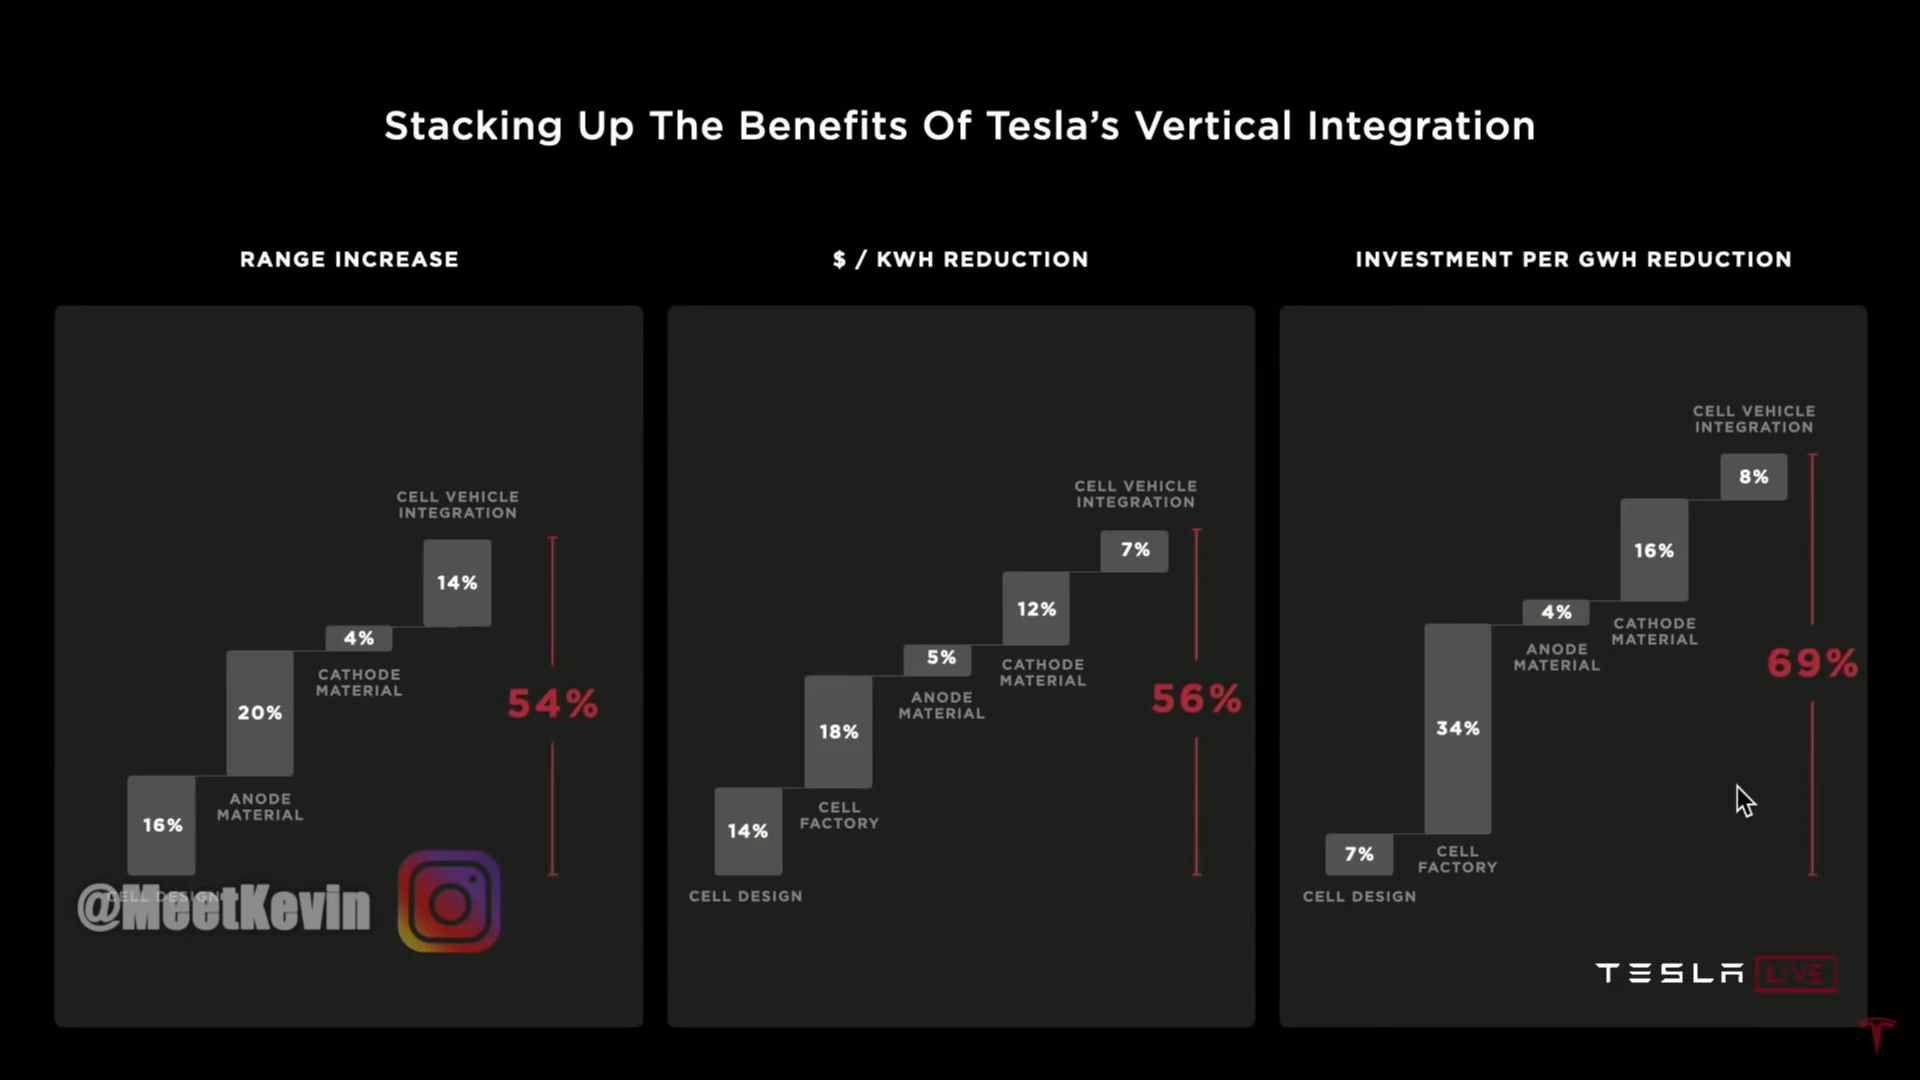 Stacking Up The Benefits Of Tesla's Vertical Integration
RANGE INCREASE
CELL VEHICLE
INTEGRATION
14%
4%
CATHODE
MATERIAL
20%
ANODE
MATERIAL
16%
CELL DESIGN
54%
@MeetKevin
$ / KWH REDUCTION
CELL VEHICLE
INTEGRATION
7%
12%
CATHODE
MATERIAL
5%
ANODE
MATERIAL
18%
CELL
FACTORY
14%
CELL DESIGN
56%
INVESTMENT PER GWH REDUCTION
CELL VEHICLE
INTEGRATION
8%
16%
CATHODE
MATERIAL
4%
ANODE
MATERIAL
34%
CELL
FACTORY
7%
CELL DESIGN
69%
TESLA LIVE